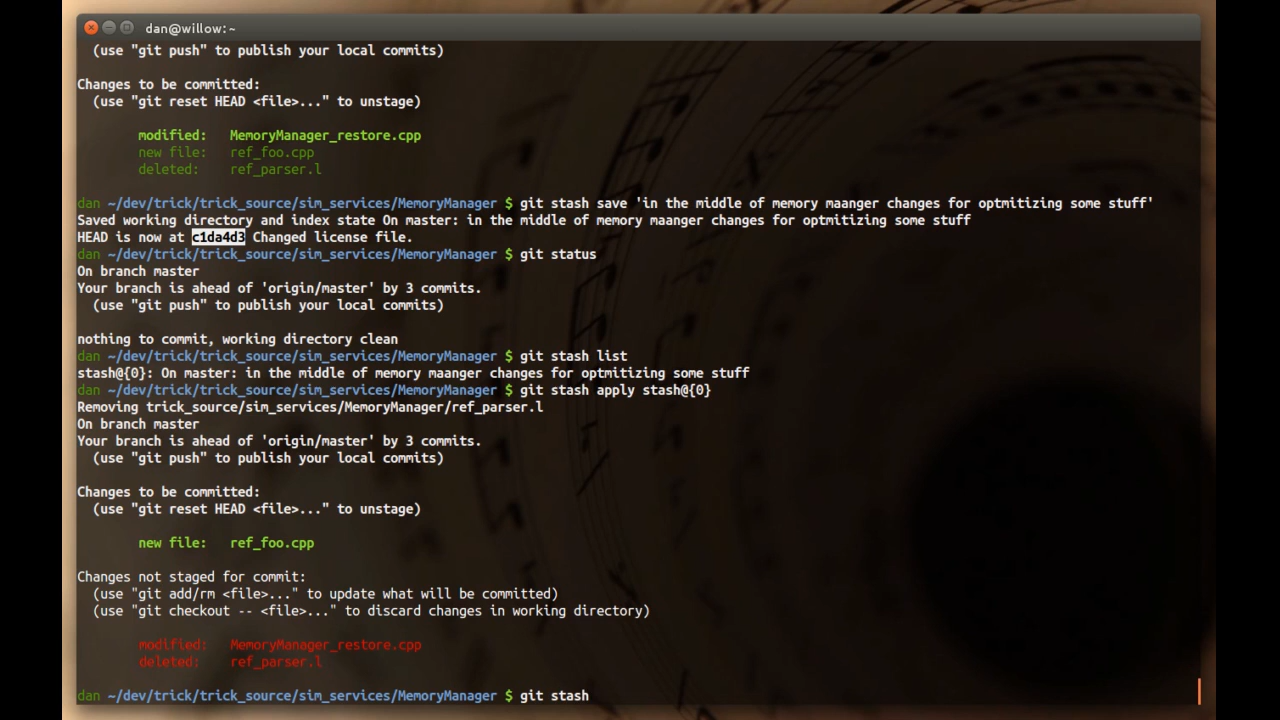 dan@willow: ~
(use "git push" to publish your local commits)
Changes to be committed:
(use "git reset HEAD <file>..." to unstage)
modified: MemoryManager_restore.cpp
new file: ref_foo.cpp
deleted: ref_parser.l
dan ~/dev/trick/trick_source/sim_services/MemoryManager $ git stash save 'in the middle of memory maanger changes for optmitizing some stuff'
Saved working directory and index state On master: in the middle of memory maanger changes for optmitizing some stuff
HEAD is now at c1da4d3 Changed license file.
dan ~/dev/trick/trick_source/sim_services/MemoryManager $ git status
On branch master
Your branch is ahead of 'origin/master' by 3 commits.
(use "git push" to publish your local commits)
nothing to commit, working directory clean
dan ~/dev/trick/trick_source/sim_services/MemoryManager $ git stash list
stash@{0}: On master: in the middle of memory maanger changes for optmitizing some stuff
dan ~/dev/trick/trick_source/sim_services/MemoryManager $ git stash apply stash@{0}
Removing trick_source/sim_services/MemoryManager/ref_parser.l
On branch master
Your branch is ahead of 'origin/master' by 3 commits.
(use "git push" to publish your local commits)
Changes to be committed:
(use "git reset HEAD <file>..." to unstage)
new file: ref_foo.cpp
Changes not staged for commit:
(use "git add/rm <file>..." to update what will be committed)
(use "git checkout -- <file>..." to discard changes in working directory)
modified: MemoryManager_restore.cpp
deleted: ref_parser.l
dan ~/dev/trick/trick_source/sim_services/MemoryManager $ git stash